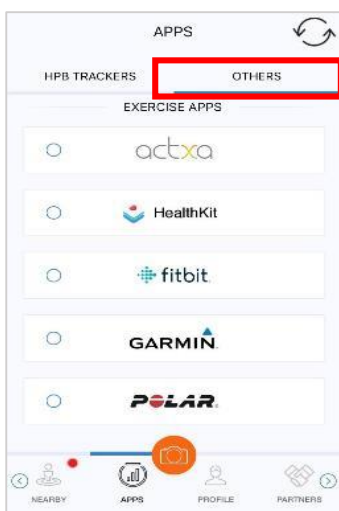 APPS
HPB TRACKERS OTHERS
EXERCISE APPS
actxa
HealthKit
fitbit
GARMIN
POLAR
NEARBY APPS PROFILE PARTNERS